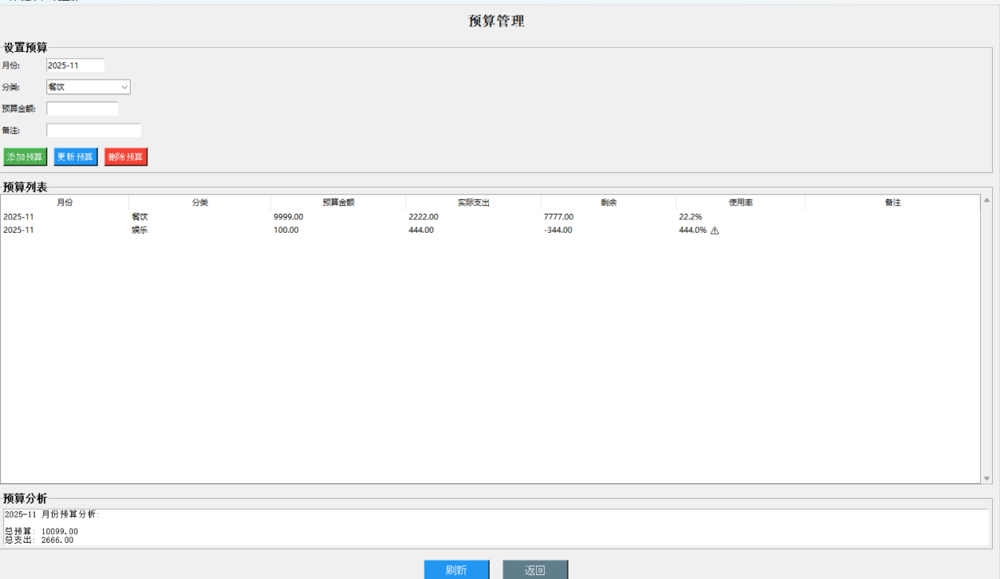 预算管理
设置预算
月份: 2025-11
分类: 餐饮
预算金额:
备注:
添加预算 更新预算 删除预算
预算列表
月份 分类 预算金额 实际支出 剩余 使用率 备注
2025-11 餐饮 9999.00 2222.00 7777.00 22.2%
2025-11 娱乐 100.00 444.00 -344.00 444.0% ⚠
预算分析
2025-11 月份预算分析:
总预算: 10099.00
总支出: 2666.00
刷新 返回